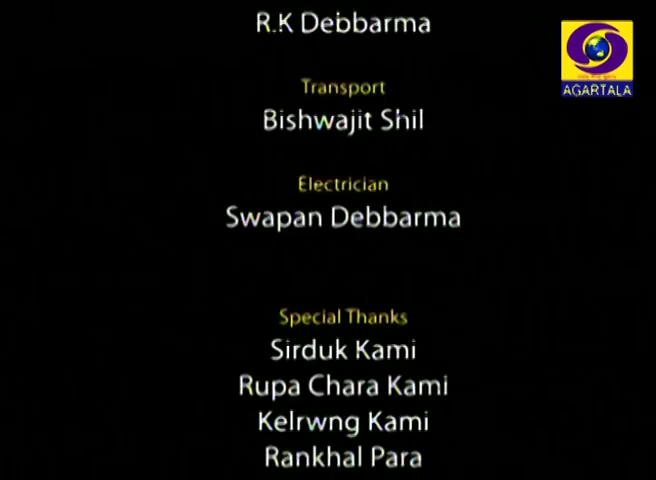 R.K Debbarma
AGARTALA
Transport
Bishwajit Shil
Electrician
Swapan Debbarma
Special Thanks
Sirduk Kami
Rupa Chara Kami
Kelrwng Kami
Rankhal Para